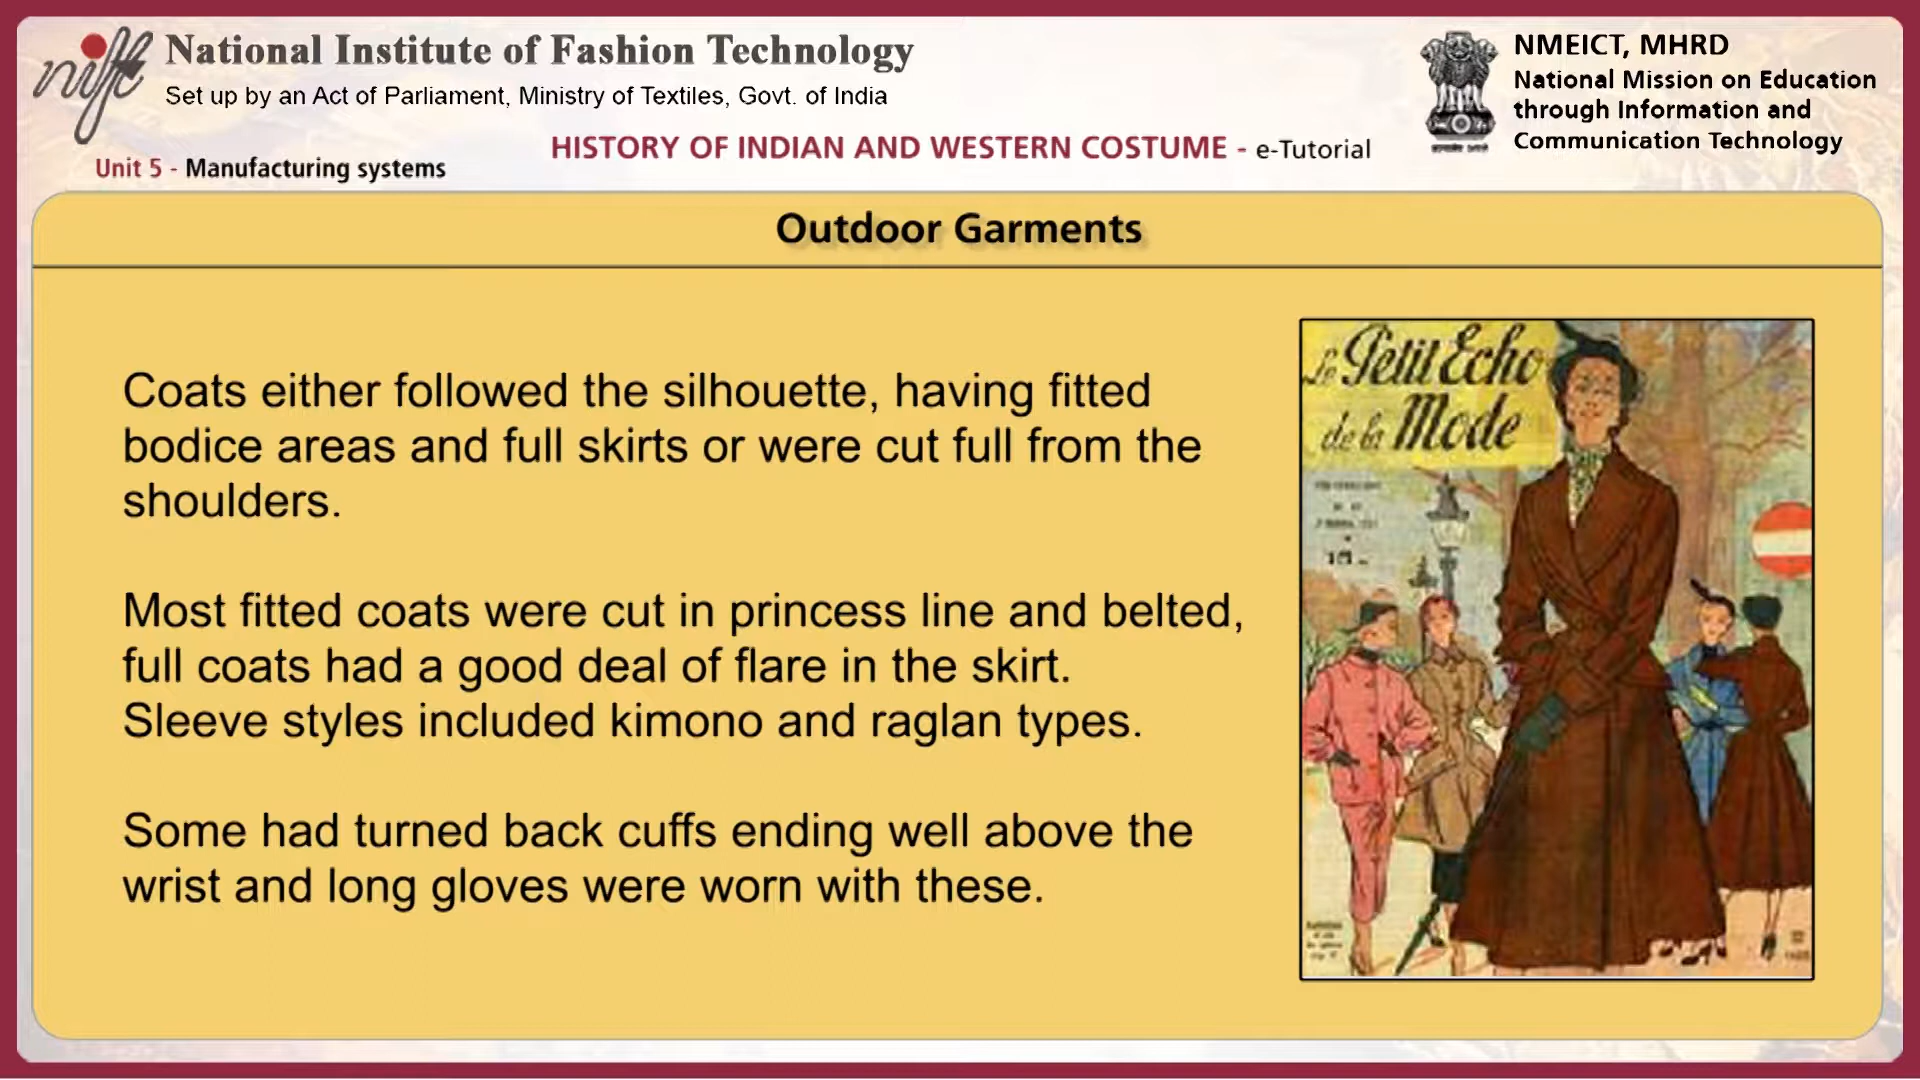 nift
National Institute of Fashion Technology
Set up by an Act of Parliament, Ministry of Textiles, Govt. of India
NMEICT, MHRD
National Mission on Education
through Information and
Communication Technology
HISTORY OF INDIAN AND WESTERN COSTUME - e-Tutorial
Unit 5 - Manufacturing systems
Outdoor Garments
Coats either followed the silhouette, having fitted
bodice areas and full skirts or were cut full from the
shoulders.
Most fitted coats were cut in princess line and belted,
full coats had a good deal of flare in the skirt.
Sleeve styles included kimono and raglan types.
Some had turned back cuffs ending well above the
wrist and long gloves were worn with these.
Le Petit Echo
de la Mode